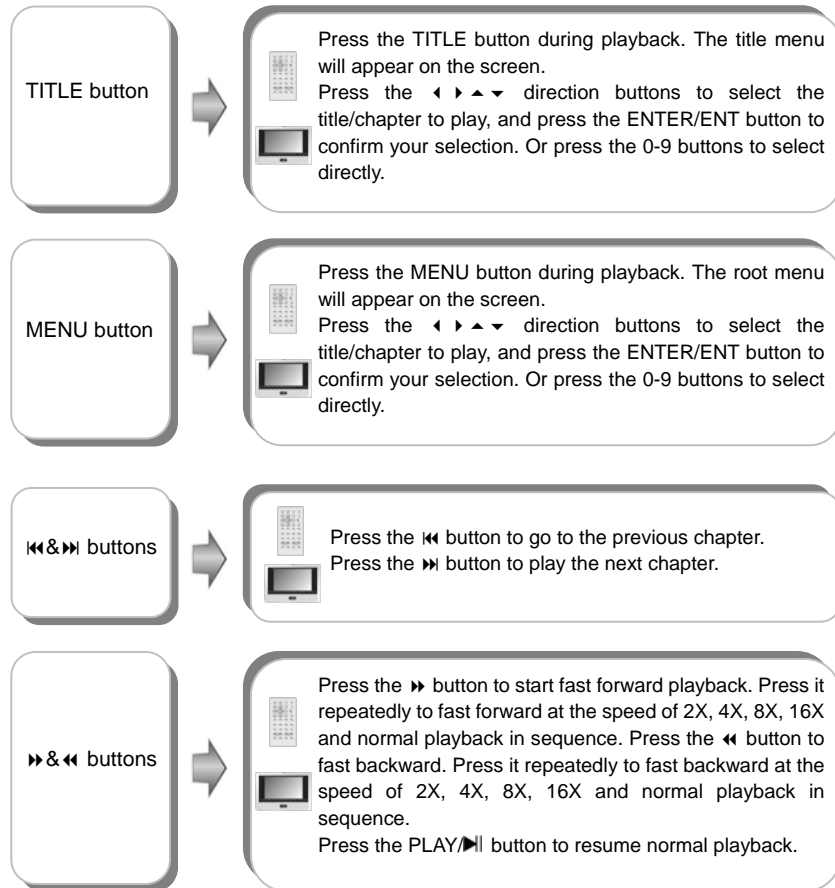 TITLE button
Press the TITLE button during playback. The title menu
will appear on the screen.
Press the ◂ ▸ ▴ ▾ direction buttons to select the
title/chapter to play, and press the ENTER/ENT button to
confirm your selection. Or press the 0-9 buttons to select
directly.
MENU button
Press the MENU button during playback. The root menu
will appear on the screen.
Press the ◂ ▸ ▴ ▾ direction buttons to select the
title/chapter to play, and press the ENTER/ENT button to
confirm your selection. Or press the 0-9 buttons to select
directly.
⏮&⏭ buttons
Press the ⏮ button to go to the previous chapter.
Press the ⏭ button to play the next chapter.
⏩&⏪ buttons
Press the ⏩ button to start fast forward playback. Press it
repeatedly to fast forward at the speed of 2X, 4X, 8X, 16X
and normal playback in sequence. Press the ⏪ button to
fast backward. Press it repeatedly to fast backward at the
speed of 2X, 4X, 8X, 16X and normal playback in
sequence.
Press the PLAY/⏯ button to resume normal playback.